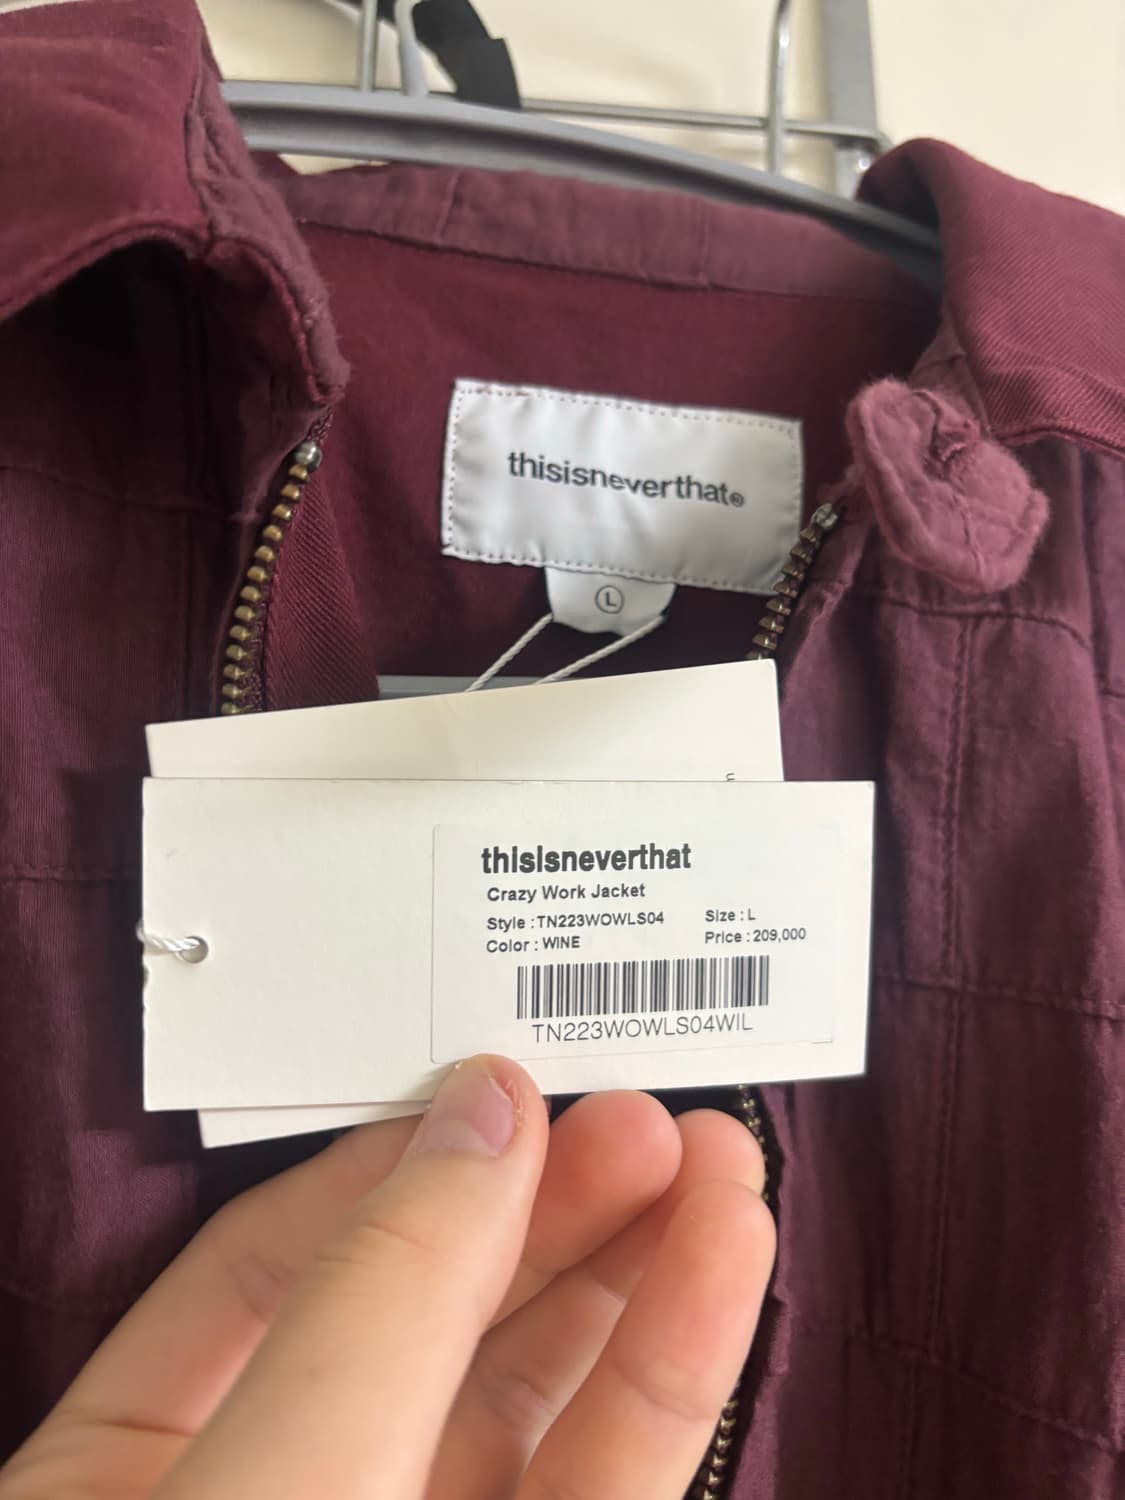 thisisneverthat®
L
thisisneverthat
Crazy Work Jacket
Style : TN223WOWLS04
Size : L
Color : WINE
Price : 209,000
TN223WOWLS04WIL